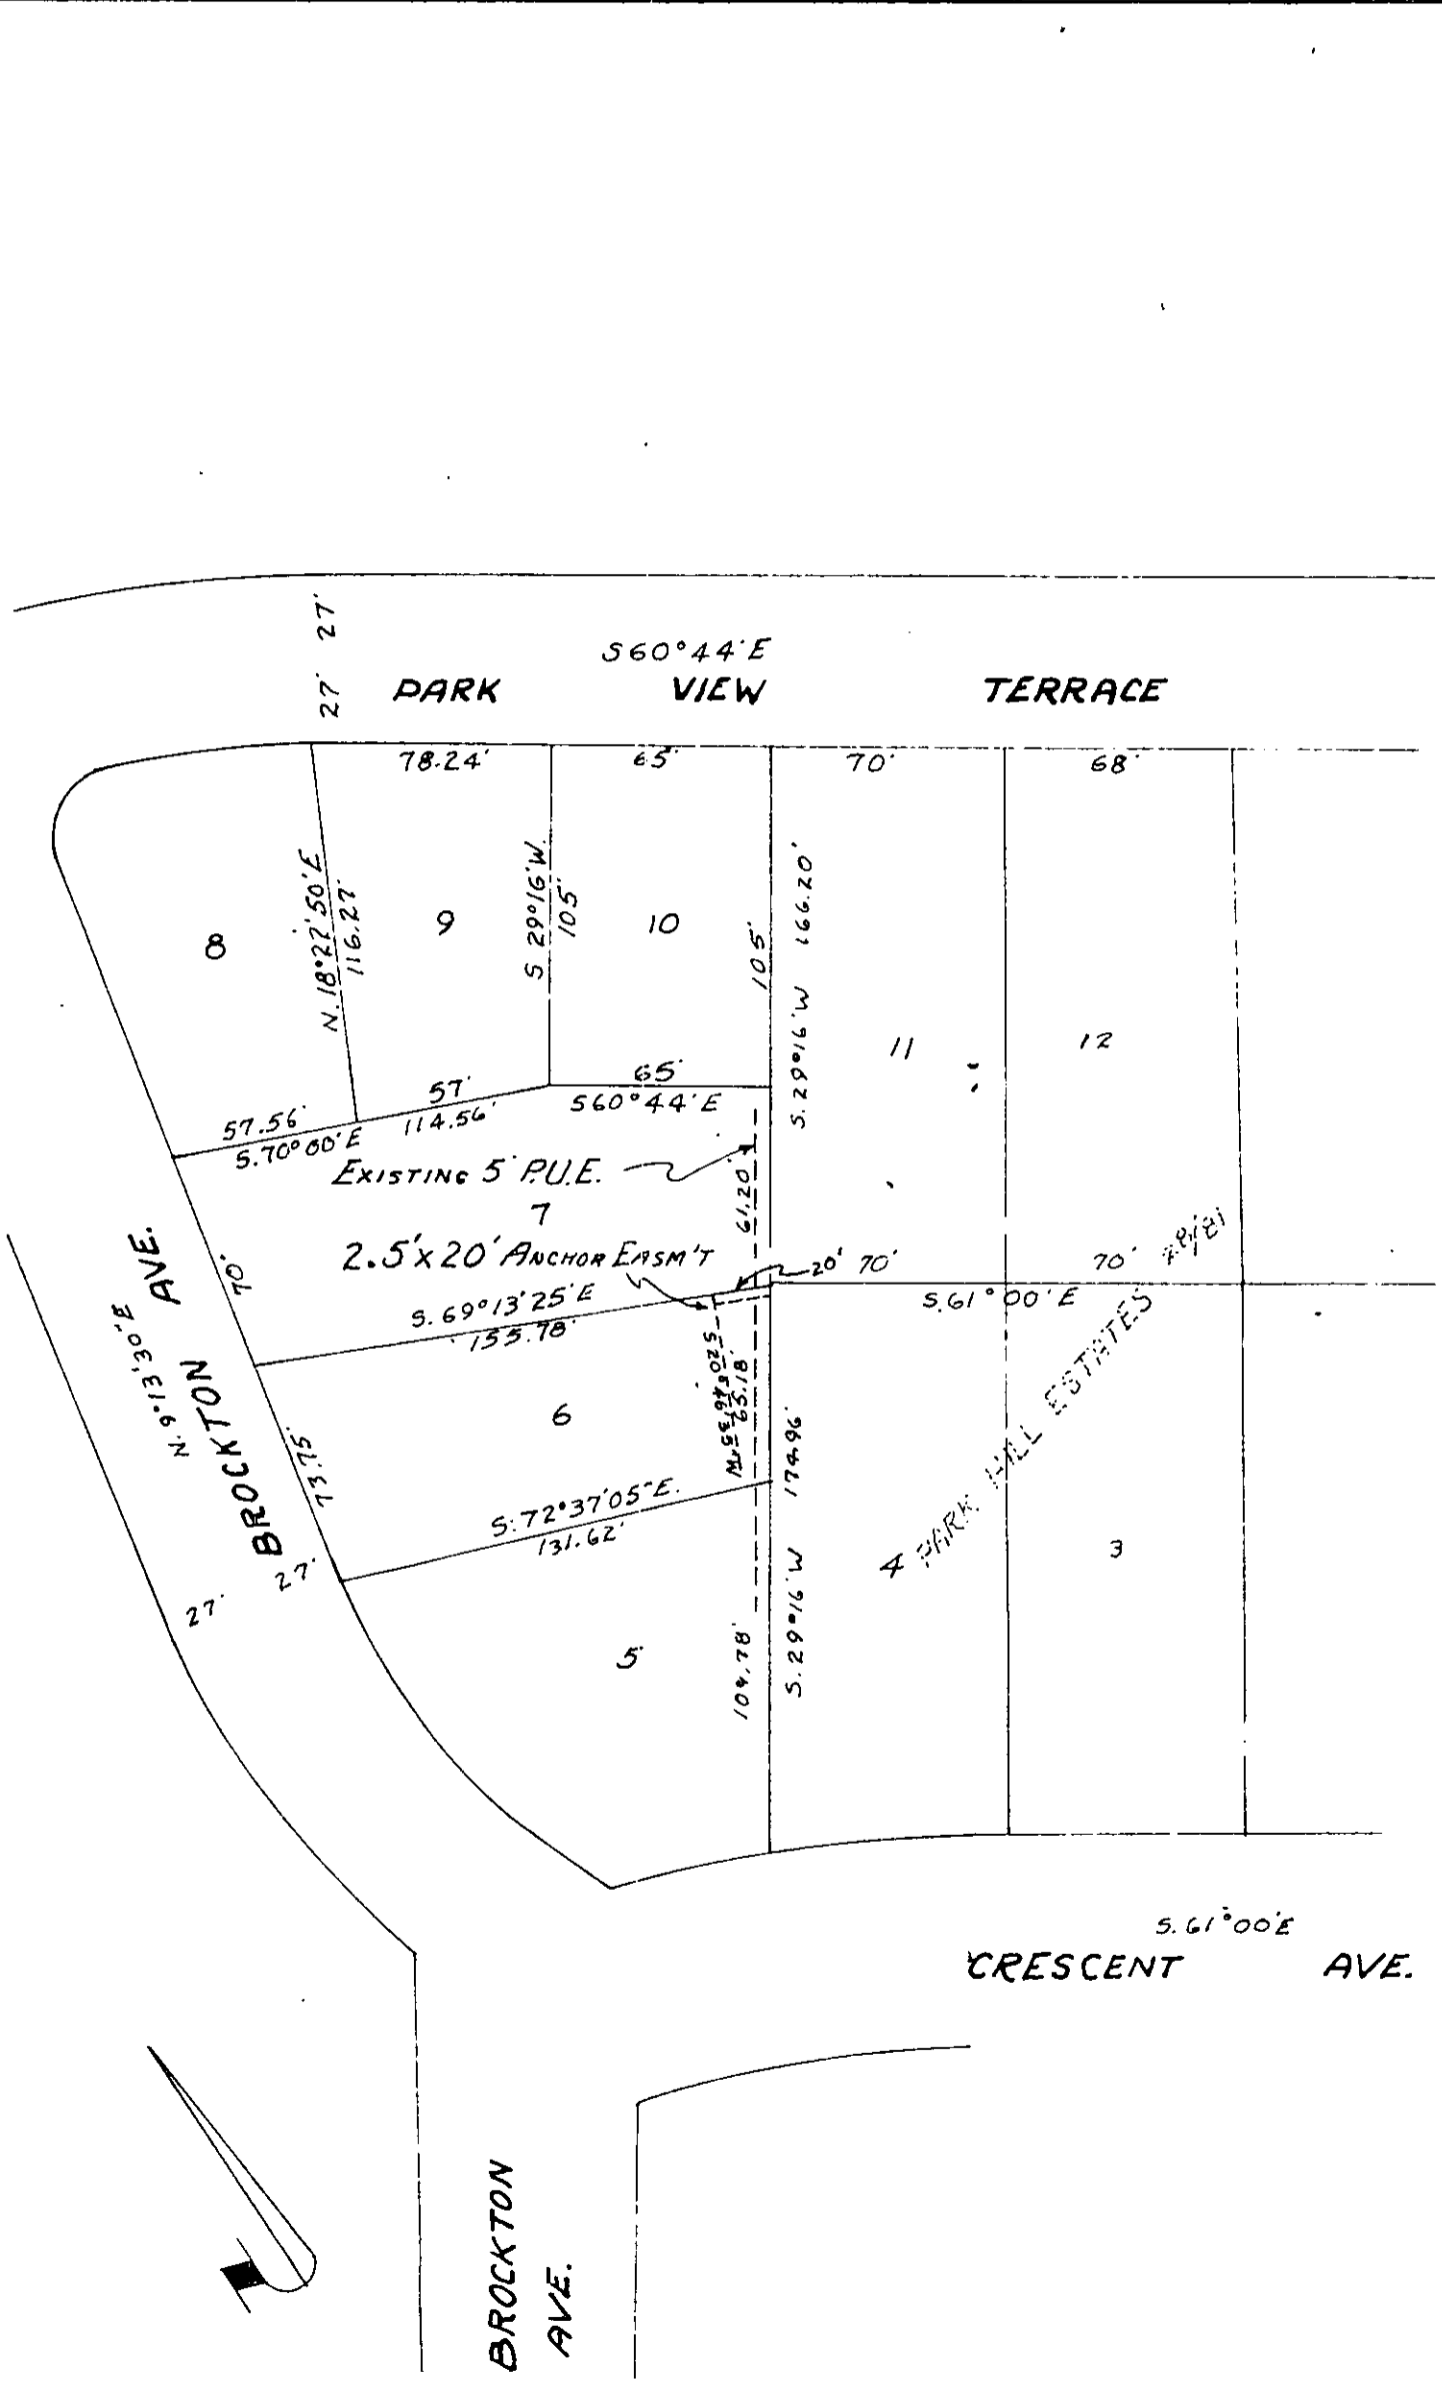 27' 27'
S60°44'E
PARK VIEW TERRACE
78.24' 65' 70' 68'
N.18°22'50"E
116.27'
S 29°16'W.
105'
105'
S.29°16'W 166.20'
8 9 10 11 12
57.56' 57' 65'
S.70°00'E 114.56' S60°44'E
EXISTING 5' P.U.E.
61.20'
7
2.5'x20' ANCHOR EASM'T
20' 70' 70'
S.61°00'E
70'
S.69°13'25"E
155.78'
N.9°13'30"E
BROCKTON AVE.
65.18'
6
73.75'
S.72°37'05"E.
131.62'
27' 27'
174.96'
S.29°16'W
104.78'
5
4 PARK HILL ESTATES 28/81
3
S.61°00'E
CRESCENT AVE.
BROCKTON
AVE.